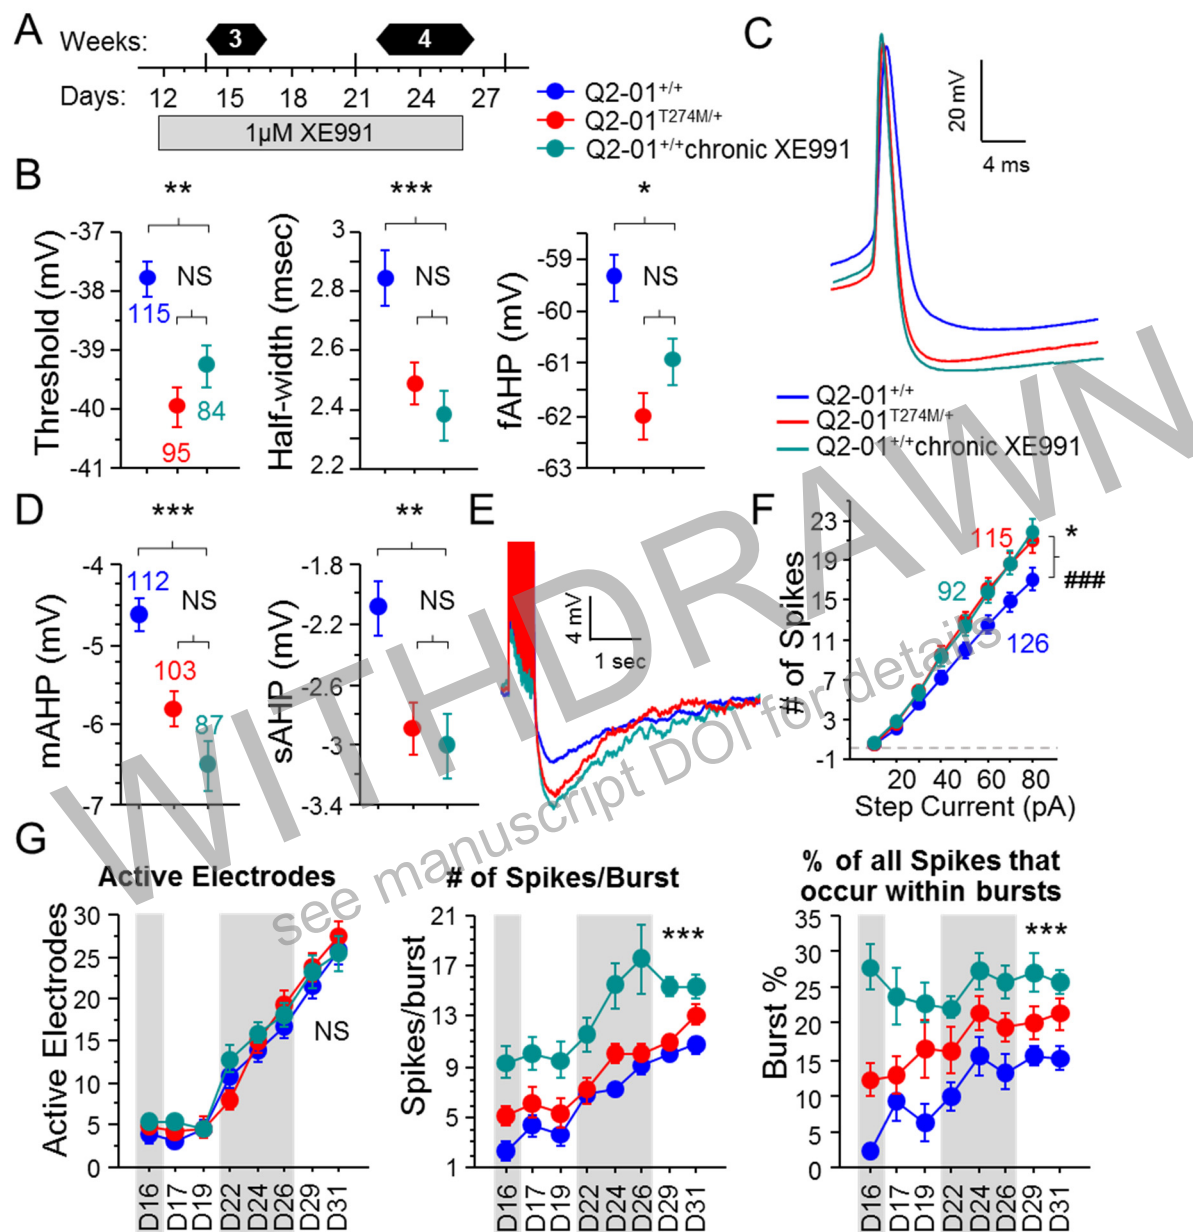 A
Weeks:
3
4
Days:
12
15
18
21
24
27
1µM XE991
Q2-01+/+
Q2-01T274M/+
Q2-01+/+chronic XE991
C
20 mV
4 ms
Q2-01+/+
Q2-01T274M/+
Q2-01+/+chronic XE991
B
**
Threshold (mV)
-37
-38
-39
-40
-41
NS
115
95
84
***
Half-width (msec)
3
2.8
2.6
2.4
2.2
NS
*
fAHP (mV)
-59
-60
-61
-62
-63
NS
D
***
mAHP (mV)
-4
-5
-6
-7
112
NS
103
87
**
sAHP (mV)
-1.8
-2.2
-2.6
-3
-3.4
NS
E
4 mV
1 sec
F
# of Spikes
23
19
15
11
7
3
-1
115
92
126
*
###
20
40
60
80
Step Current (pA)
G
Active Electrodes
Active Electrodes
30
25
20
15
10
5
0
NS
D16
D17
D19
D22
D24
D26
D29
D31
# of Spikes/Burst
Spikes/burst
21
17
13
9
5
1
***
D16
D17
D19
D22
D24
D26
D29
D31
% of all Spikes that
occur within bursts
Burst %
35
30
25
20
15
10
5
0
***
D16
D17
D19
D22
D24
D26
D29
D31
WITHDRAWN
see manuscript DOI for details